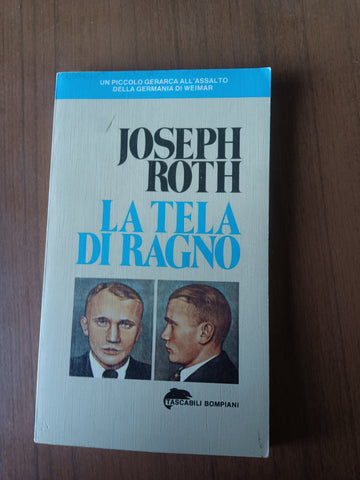 UN PICCOLO GERARCA ALL'ASSALTO
DELLA GERMANIA DI WEIMAR
JOSEPH
ROTH
LA TELA
DI RAGNO
TASCABILI BOMPIANI